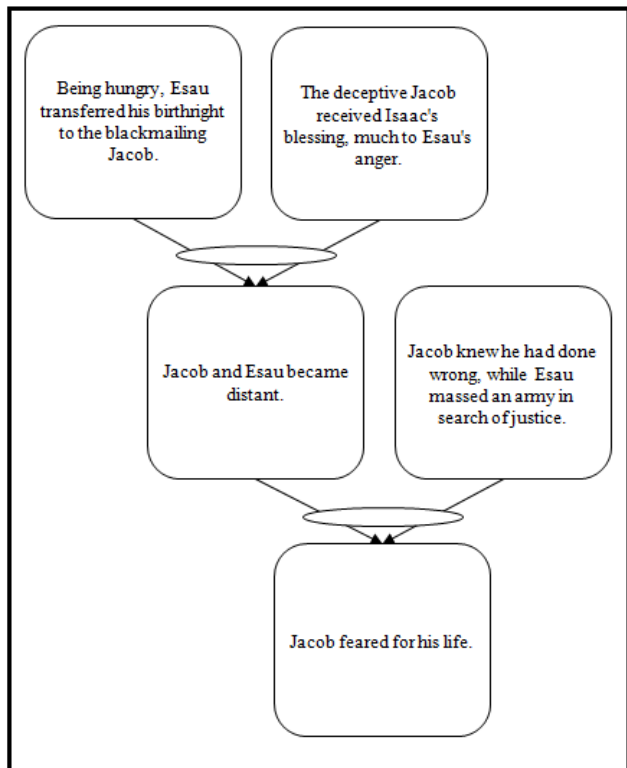 Being hungry, Esau
transferred his birthright
to the blackmailing
Jacob.
The deceptive Jacob
received Isaac's
blessing, much to Esau's
anger.
Jacob and Esau became
distant.
Jacob knew he had done
wrong, while Esau
massed an army in
search of justice.
Jacob feared for his life.